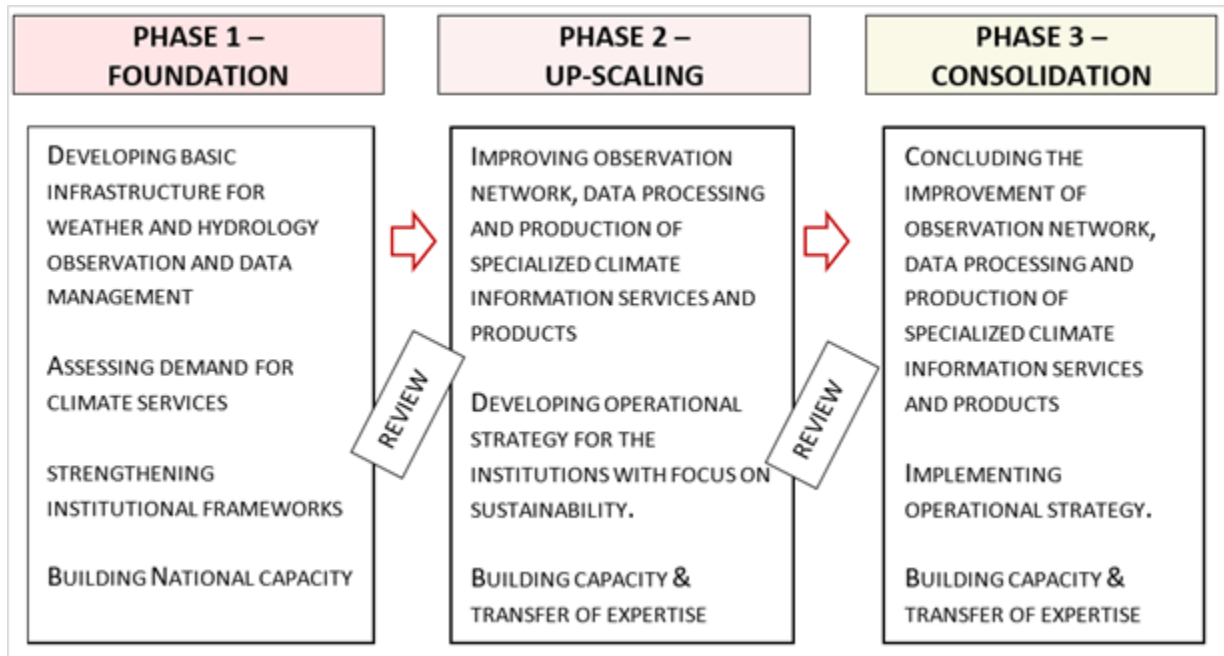 PHASE 1 –
FOUNDATION
DEVELOPING BASIC
INFRASTRUCTURE FOR
WEATHER AND HYDROLOGY
OBSERVATION AND DATA
MANAGEMENT
ASSESSING DEMAND FOR
CLIMATE SERVICES
STRENGTHENING
INSTITUTIONAL FRAMEWORKS
BUILDING NATIONAL CAPACITY
REVIEW
PHASE 2 –
UP-SCALING
IMPROVING OBSERVATION
NETWORK, DATA PROCESSING
AND PRODUCTION OF
SPECIALIZED CLIMATE
INFORMATION SERVICES AND
PRODUCTS
DEVELOPING OPERATIONAL
STRATEGY FOR THE
INSTITUTIONS WITH FOCUS ON
SUSTAINABILITY.
BUILDING CAPACITY &
TRANSFER OF EXPERTISE
REVIEW
PHASE 3 –
CONSOLIDATION
CONCLUDING THE
IMPROVEMENT OF
OBSERVATION NETWORK,
DATA PROCESSING AND
PRODUCTION OF
SPECIALIZED CLIMATE
INFORMATION SERVICES
AND PRODUCTS
IMPLEMENTING
OPERATIONAL STRATEGY.
BUILDING CAPACITY &
TRANSFER OF EXPERTISE